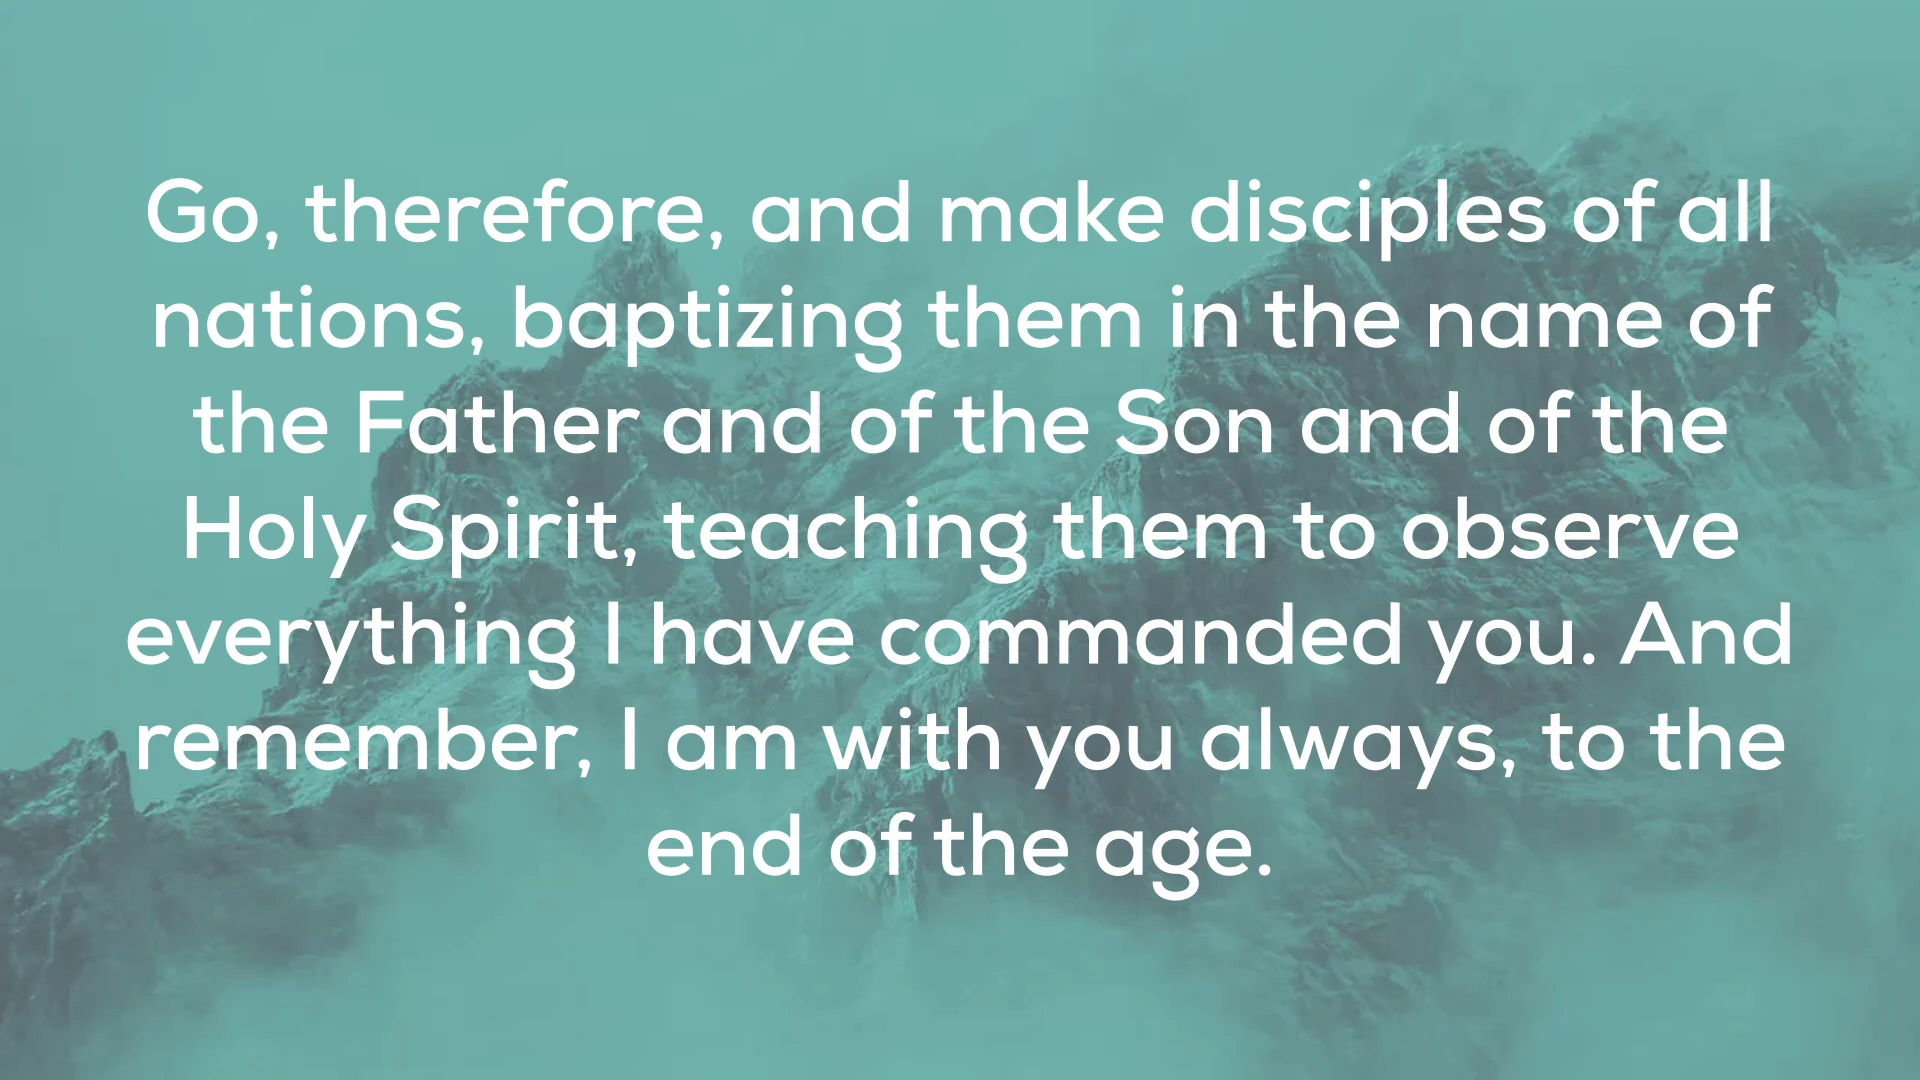 Go, therefore, and make disciples of all
nations, baptizing them in the name of
the Father and of the Son and of the
Holy Spirit, teaching them to observe
everything I have commanded you. And
remember, I am with you always, to the
end of the age.